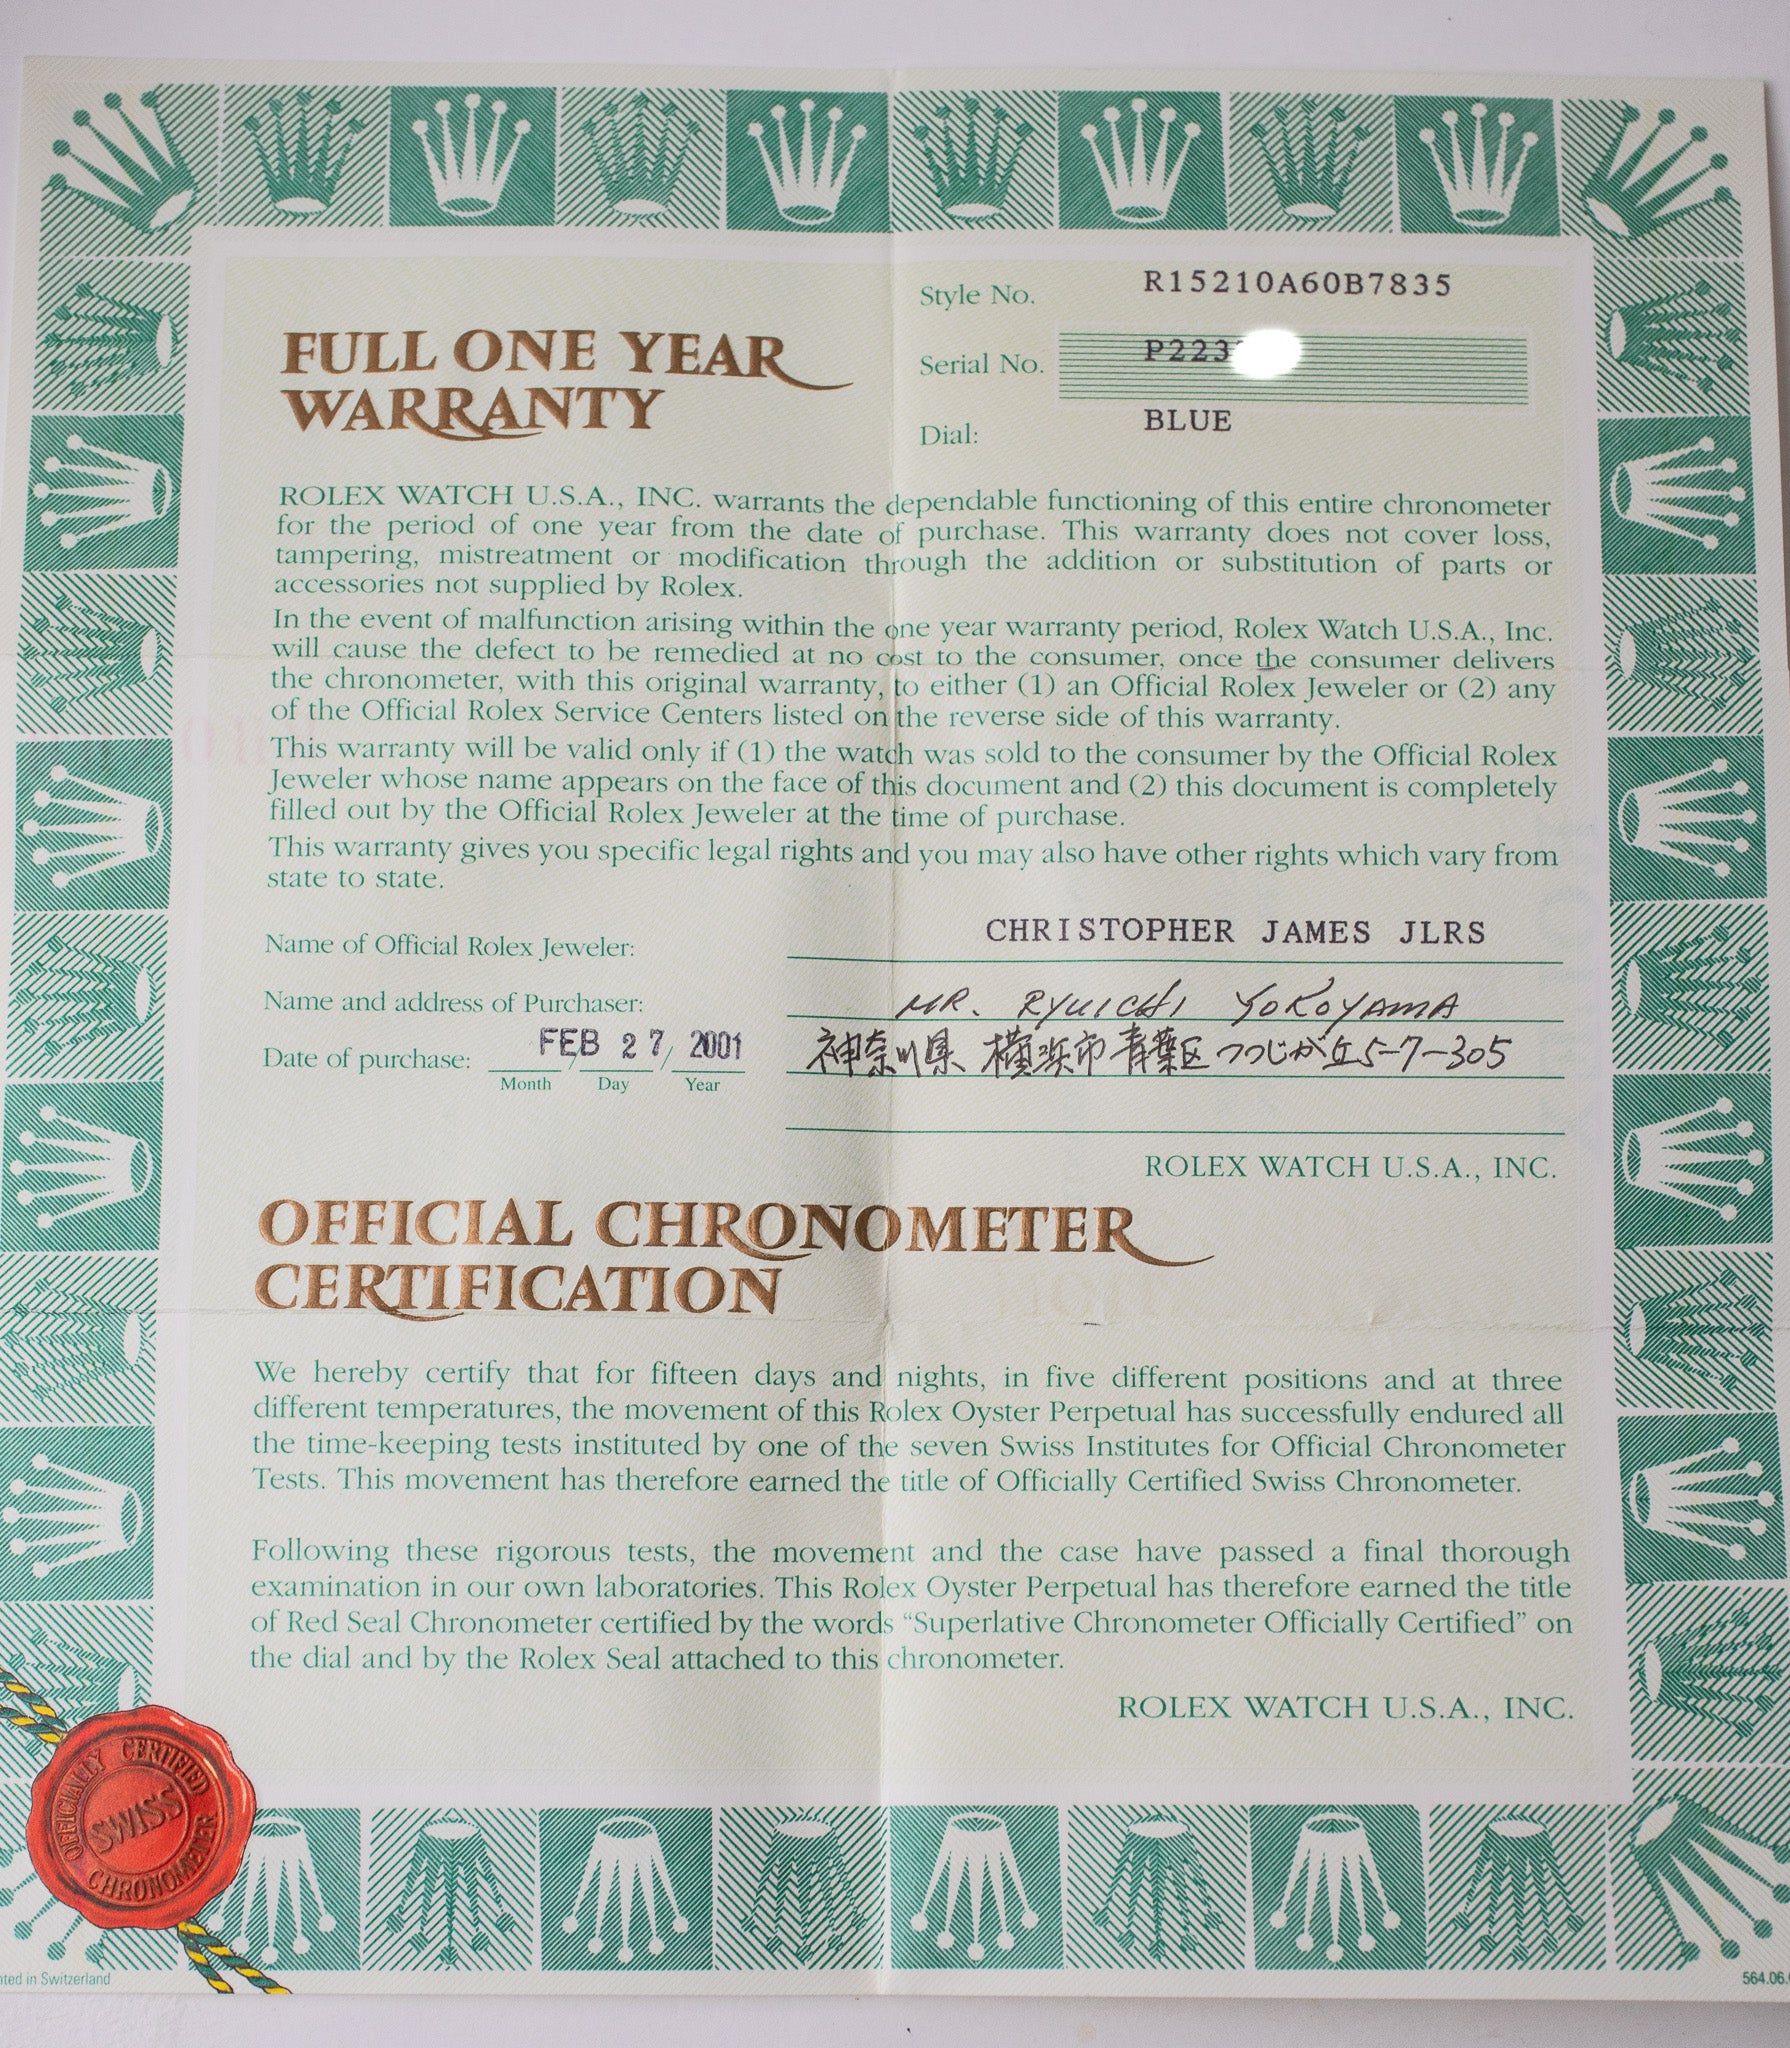 FULL ONE YEAR
WARRANTY
Style No. R15210A60B7835
Serial No. P223
Dial: BLUE
ROLEX WATCH U.S.A., INC. warrants the dependable functioning of this entire chronometer
for the period of one year from the date of purchase. This warranty does not cover loss,
tampering, mistreatment or modification through the addition or substitution of parts or
accessories not supplied by Rolex.
In the event of malfunction arising within the one year warranty period, Rolex Watch U.S.A., Inc.
will cause the defect to be remedied at no cost to the consumer, once the consumer delivers
the chronometer, with this original warranty, to either (1) an Official Rolex Jeweler or (2) any
of the Official Rolex Service Centers listed on the reverse side of this warranty.
This warranty will be valid only if (1) the watch was sold to the consumer by the Official Rolex
Jeweler whose name appears on the face of this document and (2) this document is completely
filled out by the Official Rolex Jeweler at the time of purchase.
This warranty gives you specific legal rights and you may also have other rights which vary from
state to state.
Name of Official Rolex Jeweler: CHRISTOPHER JAMES JLRS
Name and address of Purchaser: MR. RYUICHI YOKOYAMA
神奈川県 横浜市青葉区つつじが丘5-7-305
Date of purchase: FEB / 27 / 2001
Month Day Year
ROLEX WATCH U.S.A., INC.
OFFICIAL CHRONOMETER
CERTIFICATION
We hereby certify that for fifteen days and nights, in five different positions and at three
different temperatures, the movement of this Rolex Oyster Perpetual has successfully endured all
the time-keeping tests instituted by one of the seven Swiss Institutes for Official Chronometer
Tests. This movement has therefore earned the title of Officially Certified Swiss Chronometer.
Following these rigorous tests, the movement and the case have passed a final thorough
examination in our own laboratories. This Rolex Oyster Perpetual has therefore earned the title
of Red Seal Chronometer certified by the words “Superlative Chronometer Officially Certified” on
the dial and by the Rolex Seal attached to this chronometer.
ROLEX WATCH U.S.A., INC.
OFFICIALLY CERTIFIED
SWISS
CHRONOMETER
in Switzerland
564.06.